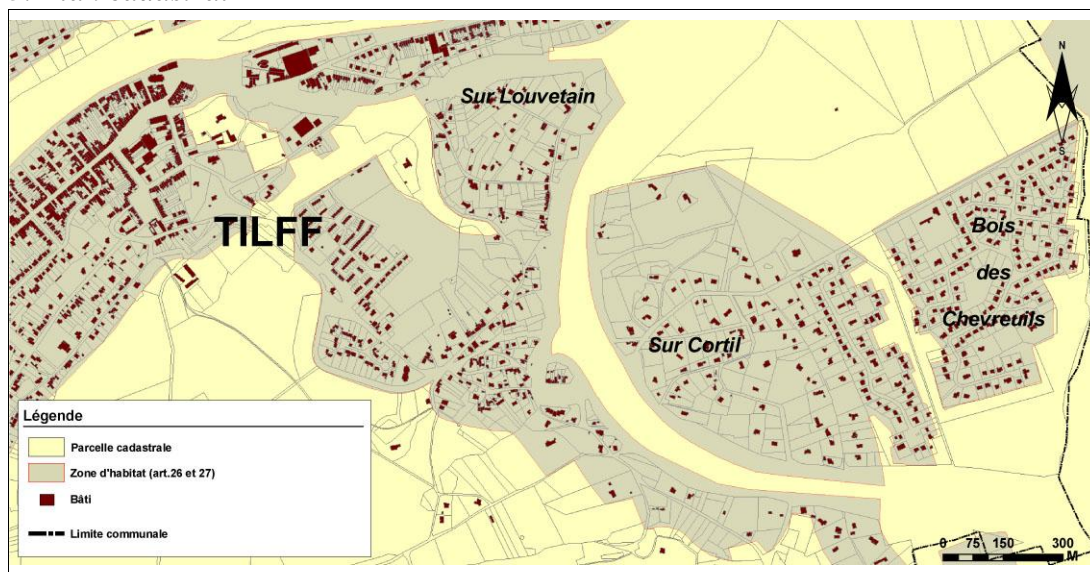 Sur Louvetain
N
S
TILFF
Bois
des
Chevreuils
Sur Cortil
Légende
Parcelle cadastrale
Zone d'habitat (art.26 et 27)
Bâti
Limite communale
0 75 150 300
M